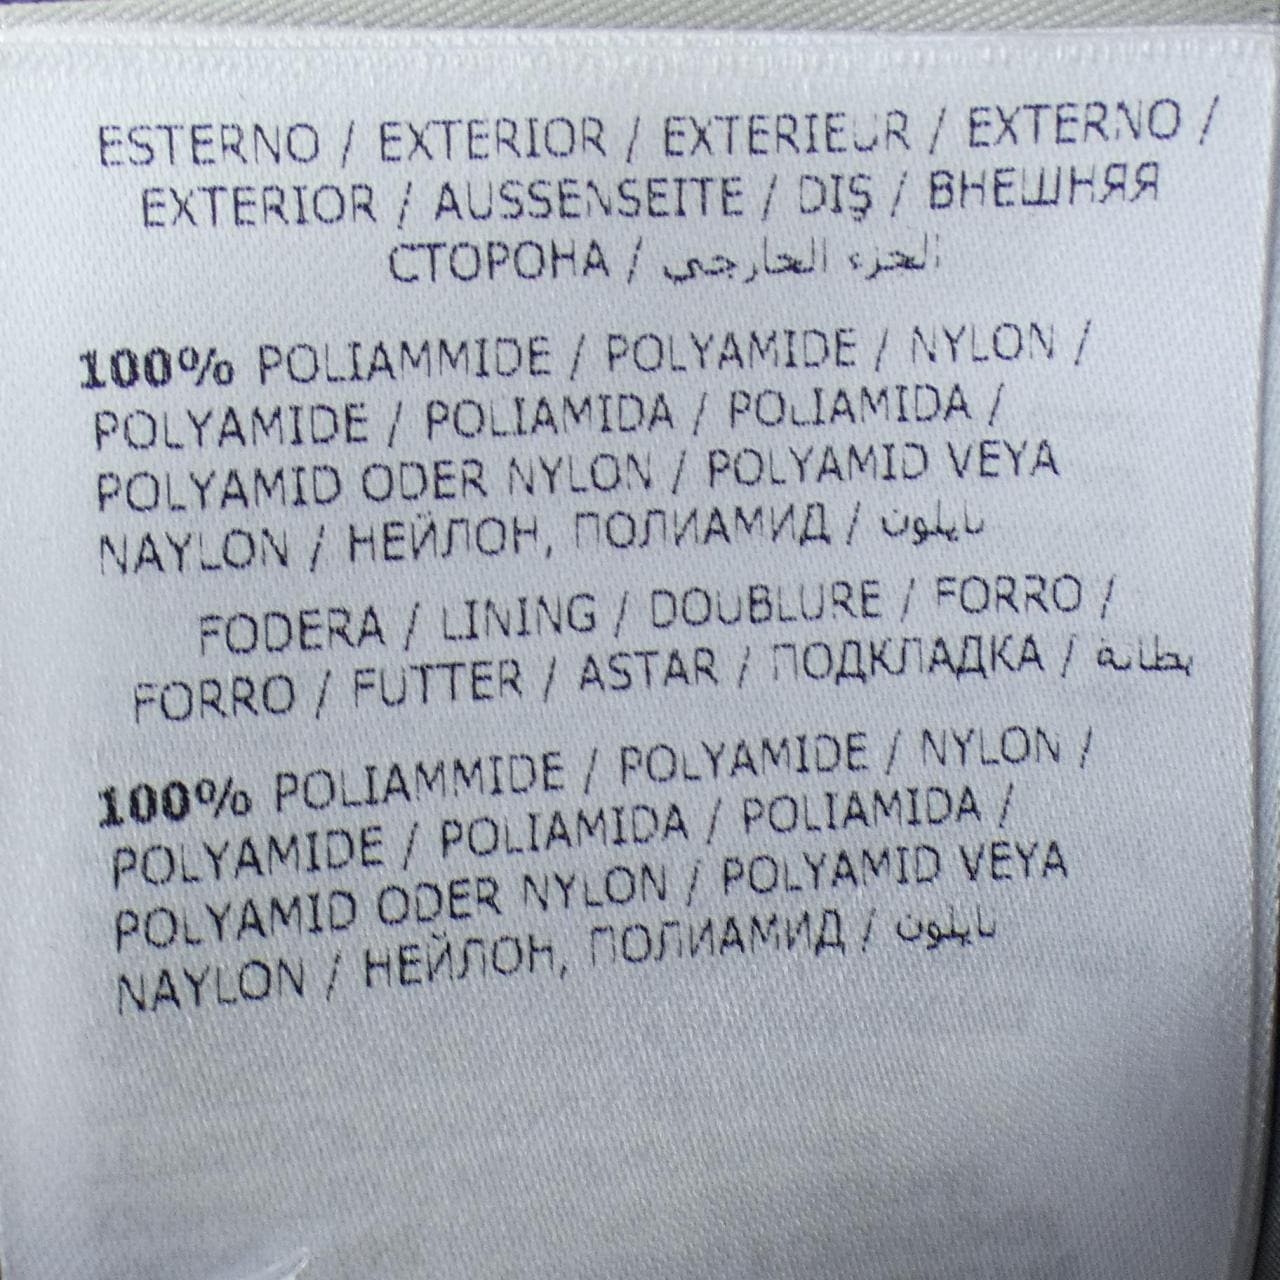 ESTERNO / EXTERIOR / EXTERIEUR / EXTERNO /
EXTERIOR / AUSSENSEITE / DIŞ / ВНЕШНЯЯ
СТОРОНА / الجزء الخارجي
100% POLIAMMIDE / POLYAMIDE / NYLON /
POLYAMIDE / POLIAMIDA / POLIAMIDA /
POLYAMID ODER NYLON / POLYAMID VEYA
NAYLON / НЕЙЛОН, ПОЛИАМИД / نايلون
FODERA / LINING / DOUBLURE / FORRO /
FORRO / FUTTER / ASTAR / ПОДКЛАДКА / بطانة
100% POLIAMMIDE / POLYAMIDE / NYLON /
POLYAMIDE / POLIAMIDA / POLIAMIDA /
POLYAMID ODER NYLON / POLYAMID VEYA
NAYLON / НЕЙЛОН, ПОЛИАМИД / نايلون